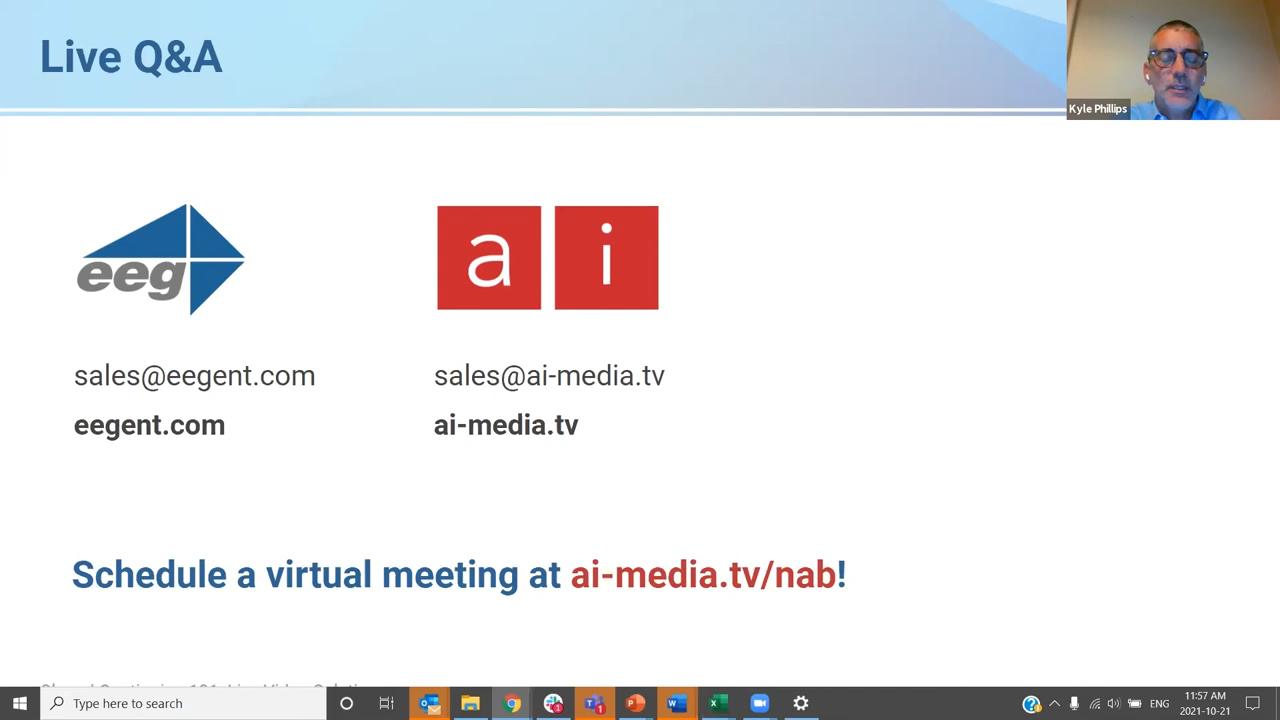 Live Q&A
Kyle Phillips
eeg
a i
sales@eegent.com
eegent.com
sales@ai-media.tv
ai-media.tv
Schedule a virtual meeting at ai-media.tv/nab!
Type here to search
ENG
11:57 AM
2021-10-21